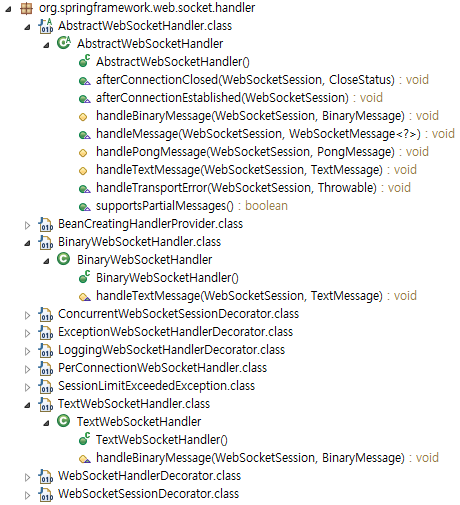 org.springframework.web.socket.handler
AbstractWebSocketHandler.class
AbstractWebSocketHandler
AbstractWebSocketHandler()
afterConnectionClosed(WebSocketSession, CloseStatus) : void
afterConnectionEstablished(WebSocketSession) : void
handleBinaryMessage(WebSocketSession, BinaryMessage) : void
handleMessage(WebSocketSession, WebSocketMessage<?>) : void
handlePongMessage(WebSocketSession, PongMessage) : void
handleTextMessage(WebSocketSession, TextMessage) : void
handleTransportError(WebSocketSession, Throwable) : void
supportsPartialMessages() : boolean
BeanCreatingHandlerProvider.class
BinaryWebSocketHandler.class
BinaryWebSocketHandler
BinaryWebSocketHandler()
handleTextMessage(WebSocketSession, TextMessage) : void
ConcurrentWebSocketSessionDecorator.class
ExceptionWebSocketHandlerDecorator.class
LoggingWebSocketHandlerDecorator.class
PerConnectionWebSocketHandler.class
SessionLimitExceededException.class
TextWebSocketHandler.class
TextWebSocketHandler
TextWebSocketHandler()
handleBinaryMessage(WebSocketSession, BinaryMessage) : void
WebSocketHandlerDecorator.class
WebSocketSessionDecorator.class